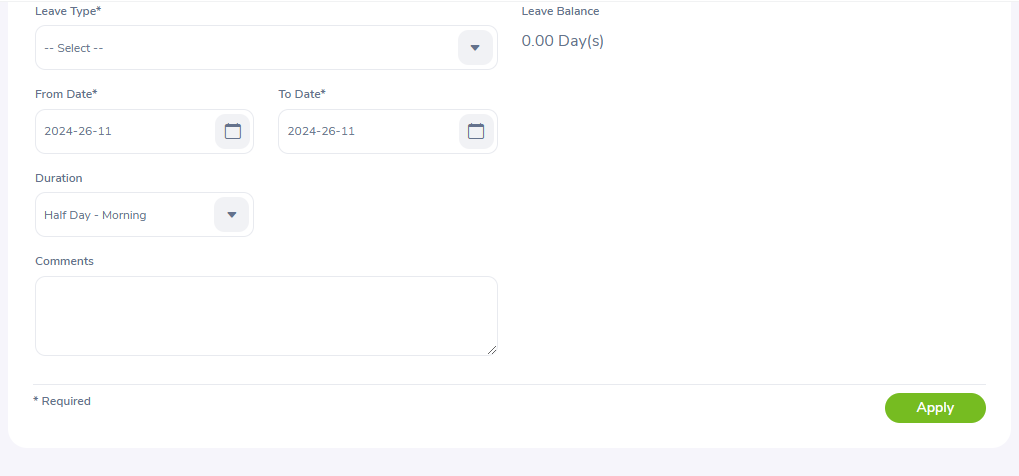 Leave Type*
Leave Balance
-- Select --
0.00 Day(s)
From Date*
To Date*
2024-26-11
2024-26-11
Duration
Half Day - Morning
Comments
* Required
Apply